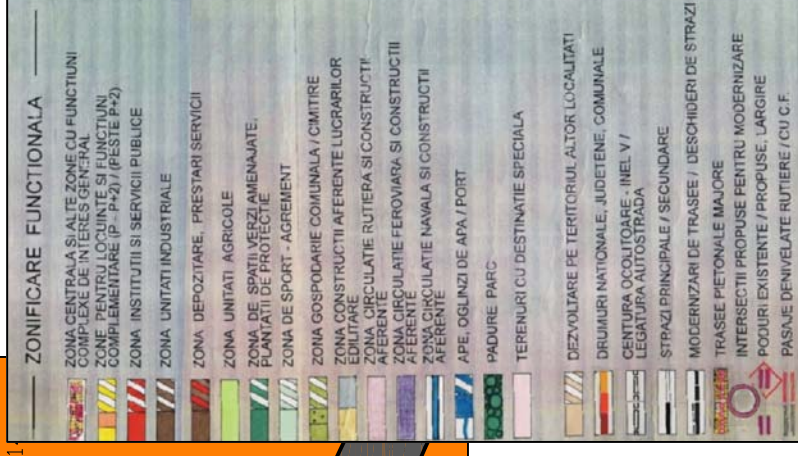 ZONIFICARE FUNCTIONALA
ZONA CENTRALA SI ALTE ZONE CU FUNCTIUNI
COMPLEXE DE INTERES GENERAL
ZONE PENTRU LOCUINTE SI FUNCTIUNI
COMPLEMENTARE (P - P+2) / (PESTE P+2)
ZONA INSTITUTII SI SERVICII PUBLICE
ZONA UNITATI INDUSTRIALE
ZONA DEPOZITARE, PRESTARI SERVICII
ZONA UNITATI AGRICOLE
ZONA DE SPATII VERZI AMENAJATE,
PLANTATII DE PROTECTIE
ZONA DE SPORT - AGREMENT
ZONA GOSPODARIE COMUNALA / CIMITIRE
ZONA CONSTRUCTII AFERENTE LUCRARILOR
EDILITARE
ZONA CIRCULATIE RUTIERA SI CONSTRUCTII
AFERENTE
ZONA CIRCULATIE FEROVIARA SI CONSTRUCTII
AFERENTE
ZONA CIRCULATIE NAVALA SI CONSTRUCTII
AFERENTE
APE, OGLINZI DE APA / PORT
PADURE PARC
TERENURI CU DESTINATIE SPECIALA
DEZVOLTARE PE TERITORIUL ALTOR LOCALITATI
DRUMURI NATIONALE, JUDETENE, COMUNALE
CENTURA OCOLITOARE - INEL V /
LEGATURA AUTOSTRADA
STRAZI PRINCIPALE / SECUNDARE
MODERNIZARI DE TRASEE / DESCHIDERI DE STRAZI
TRASEE PIETONALE MAJORE
INTERSECTII PROPUSE PENTRU MODERNIZARE
PODURI EXISTENTE / PROPUSE, LARGIRE
PASAJE DENIVELATE RUTIERE / CU C.F.